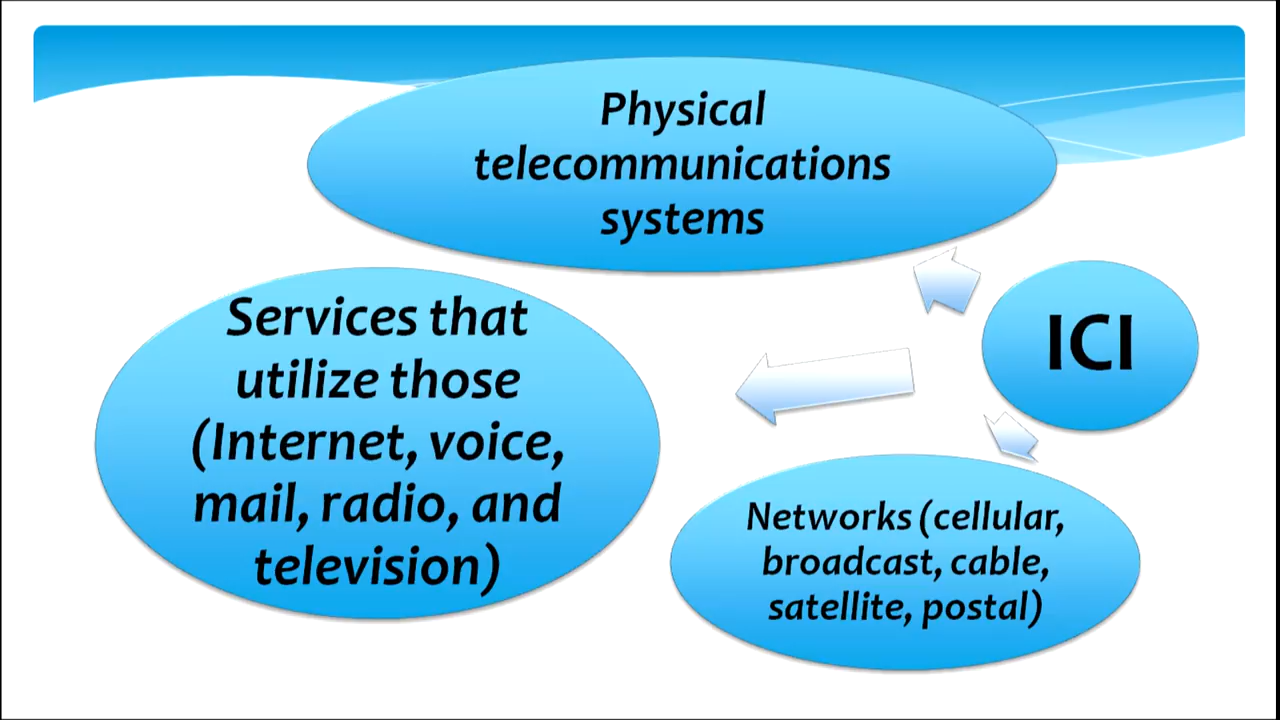 Physical
telecommunications
systems
ICI
Services that
utilize those
(Internet, voice,
mail, radio, and
television)
Networks (cellular,
broadcast, cable,
satellite, postal)